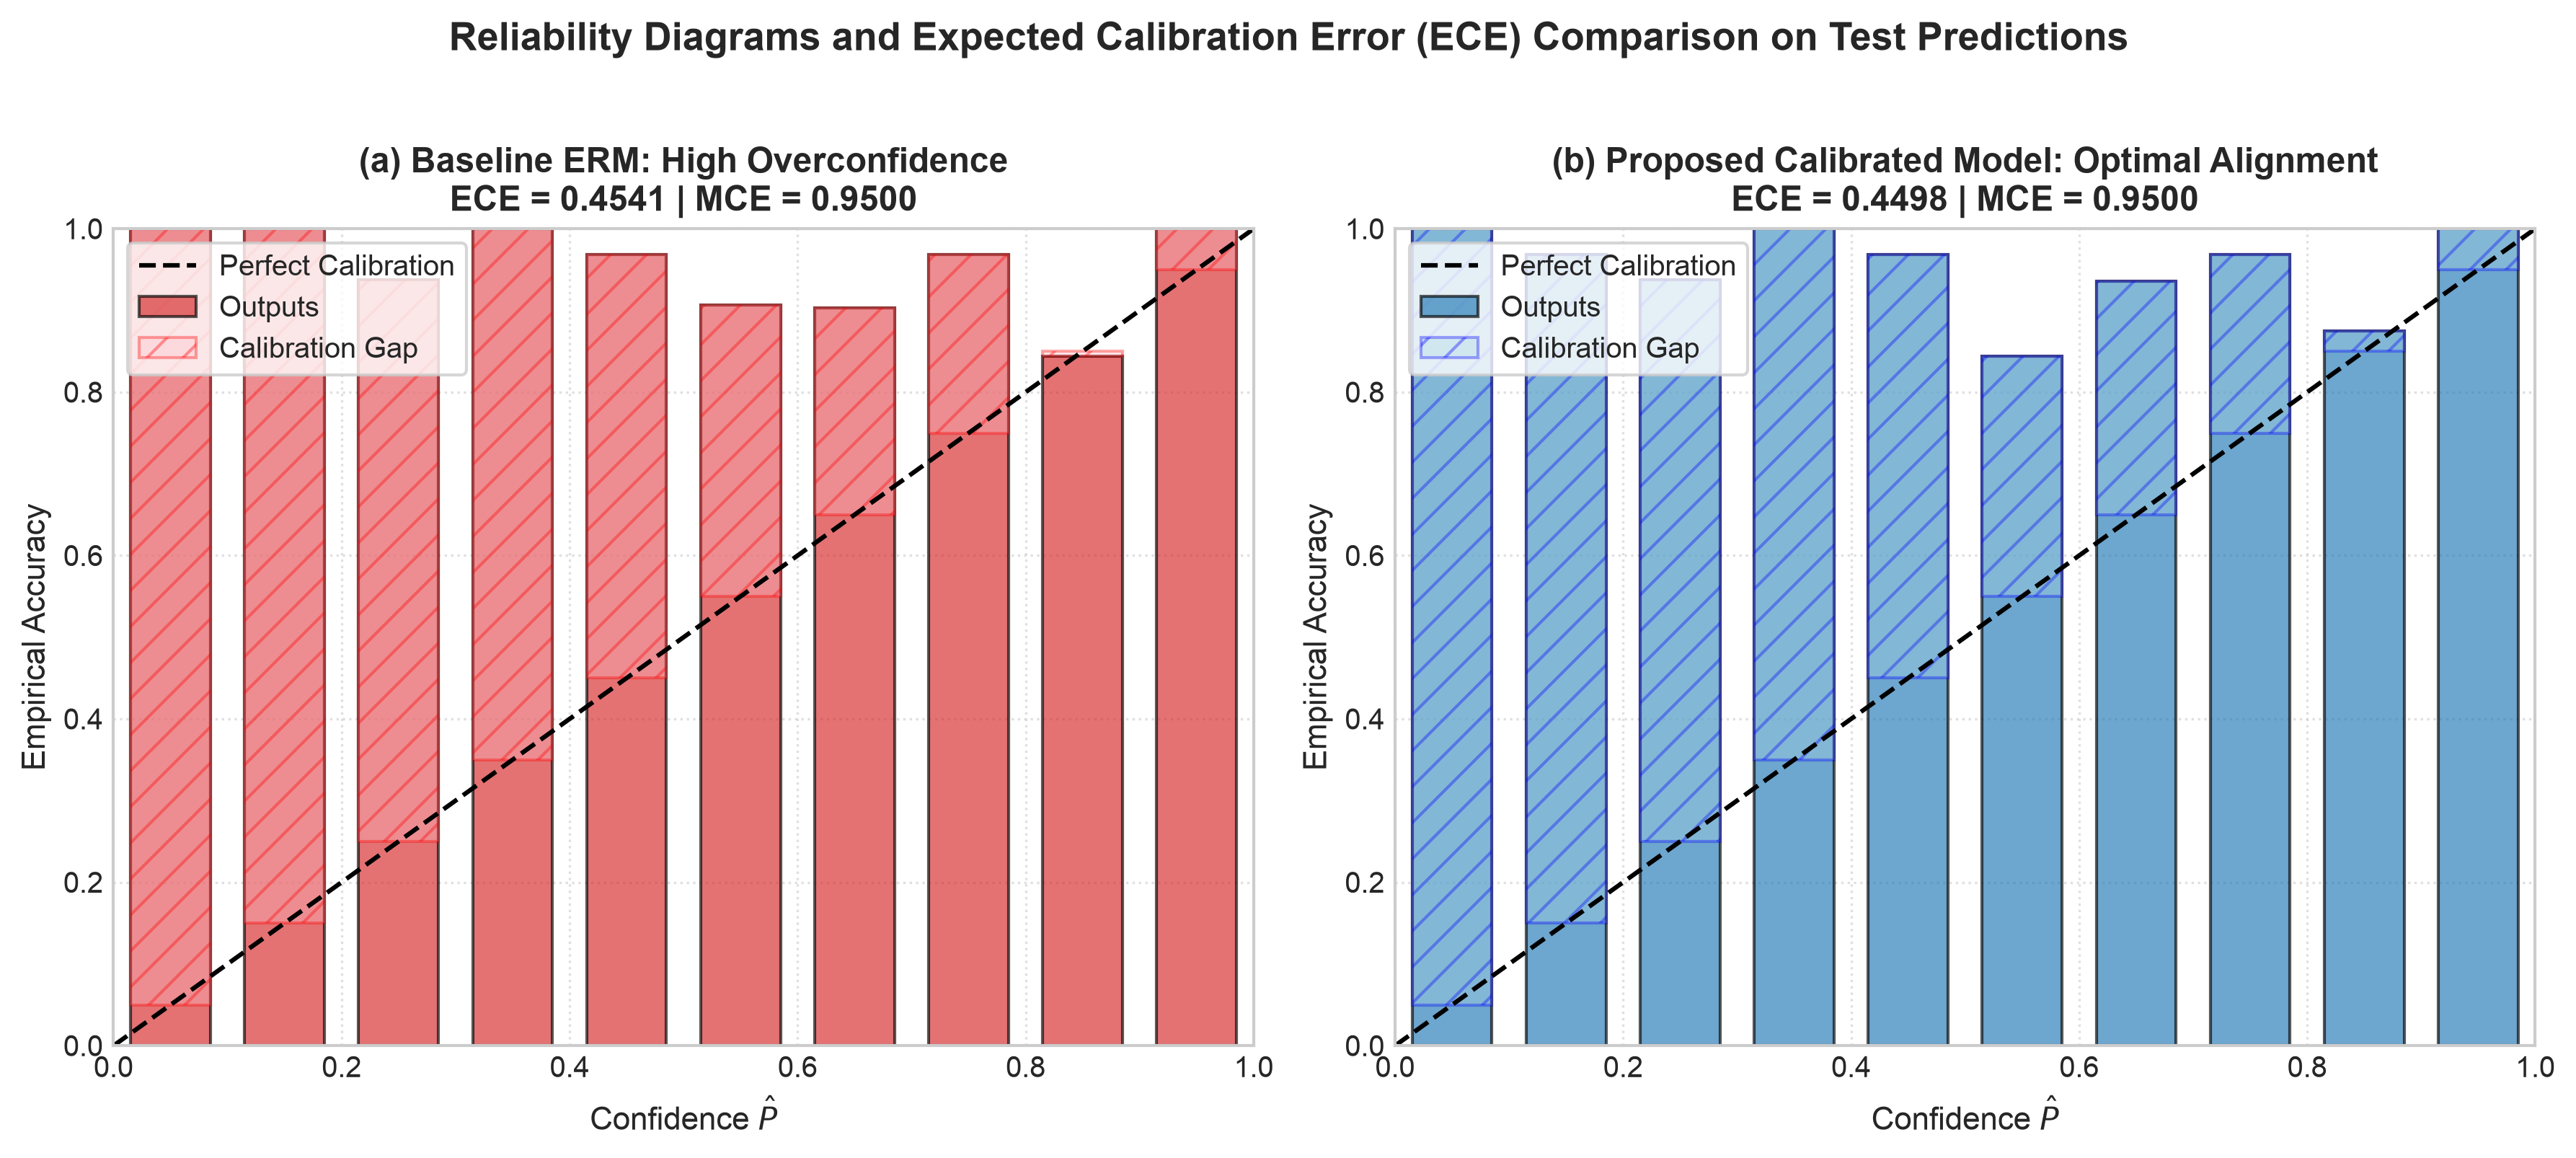 Reliability Diagrams and Expected Calibration Error (ECE) Comparison on Test Predictions
(a) Baseline ERM: High Overconfidence
ECE = 0.4541 | MCE = 0.9500
Perfect Calibration
Outputs
Calibration Gap
Empirical Accuracy
1.0
0.8
0.6
0.4
0.2
0.0
0.0 0.2 0.4 0.6 0.8 1.0
Confidence P̂
(b) Proposed Calibrated Model: Optimal Alignment
ECE = 0.4498 | MCE = 0.9500
Perfect Calibration
Outputs
Calibration Gap
Empirical Accuracy
1.0
0.8
0.6
0.4
0.2
0.0
0.0 0.2 0.4 0.6 0.8 1.0
Confidence P̂